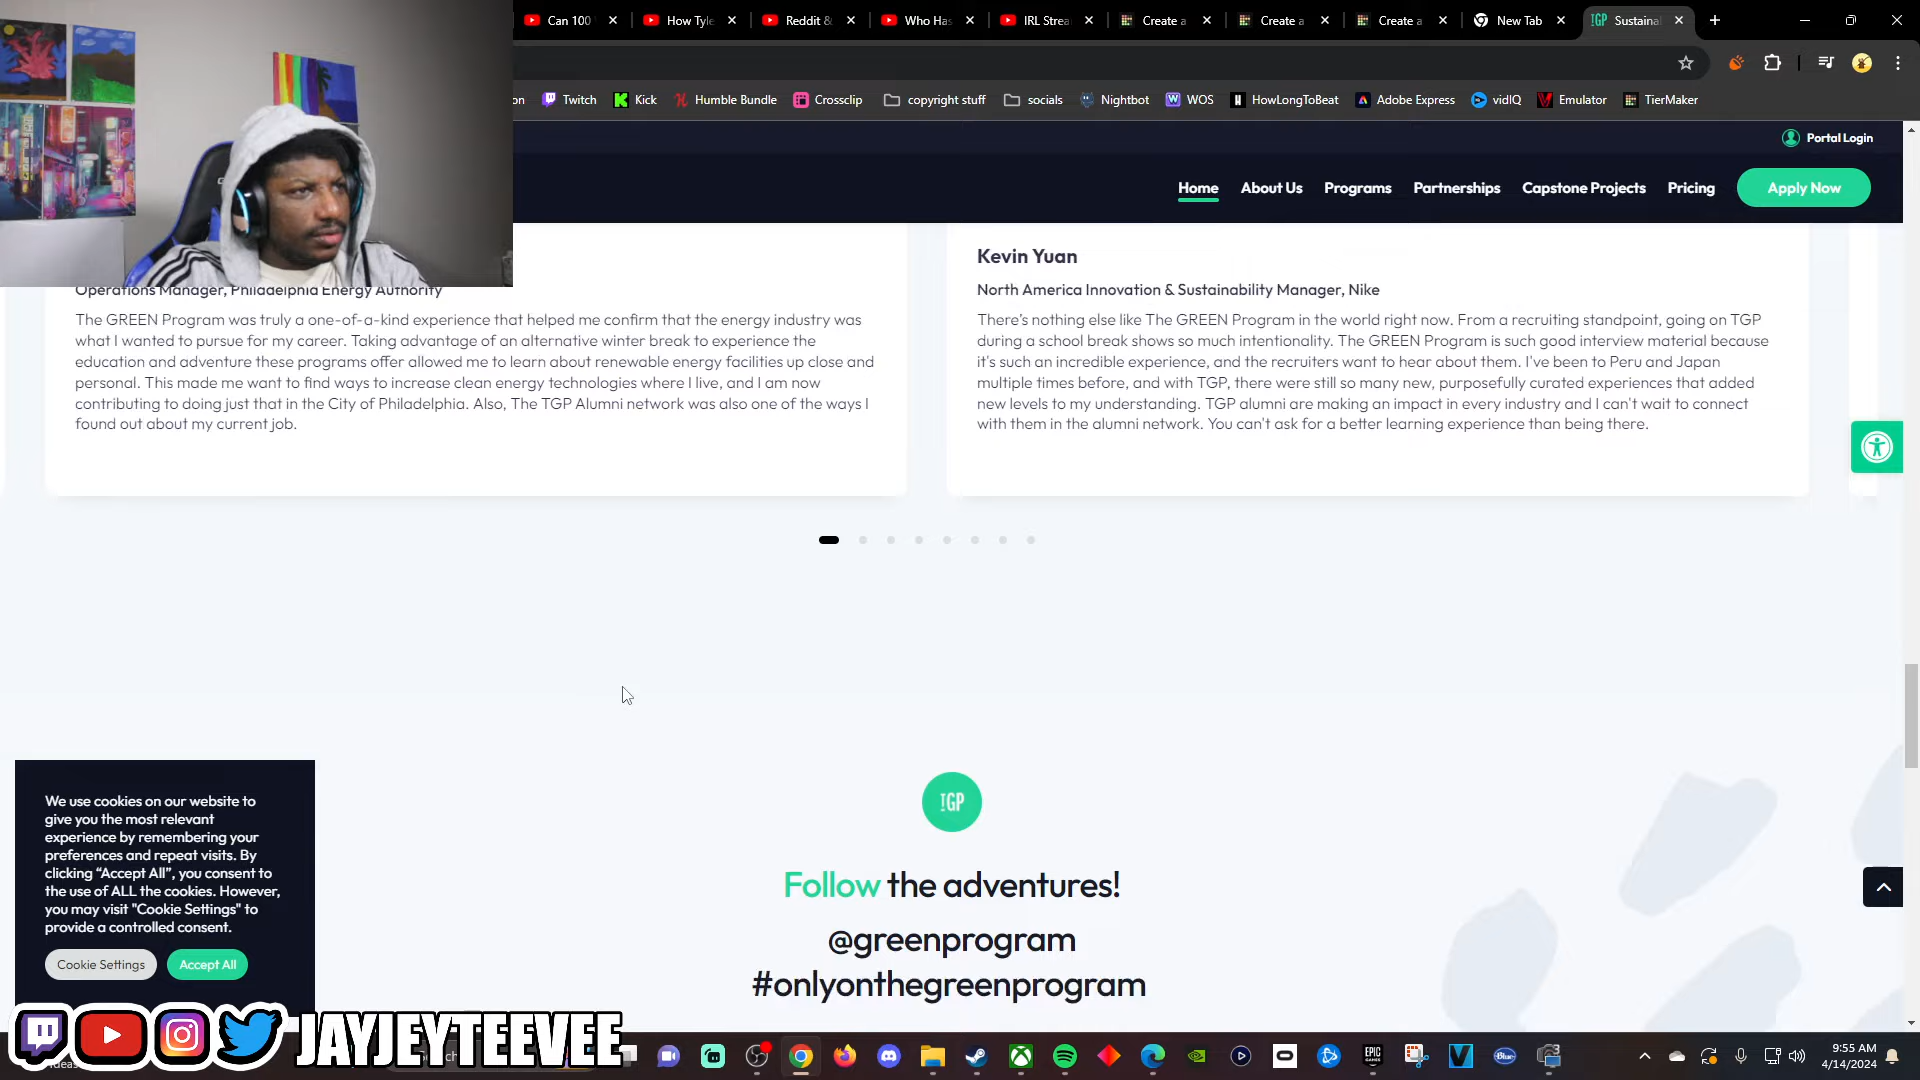 Can 100
How Tyle
Reddit &
Who Has
IRL Strea
Create a
Create a
Create a
New Tab
Sustaina
on
Twitch
Kick
Humble Bundle
Crossclip
copyright stuff
socials
Nightbot
WOS
HowLongToBeat
Adobe Express
vidIQ
Emulator
TierMaker
Portal Login
Home
About Us
Programs
Partnerships
Capstone Projects
Pricing
Apply Now
Operations Manager, Philadelphia Energy Authority
The GREEN Program was truly a one-of-a-kind experience that helped me confirm that the energy industry was
what I wanted to pursue for my career. Taking advantage of an alternative winter break to experience the
education and adventure these programs offer allowed me to learn about renewable energy facilities up close and
personal. This made me want to find ways to increase clean energy technologies where I live, and I am now
contributing to doing just that in the City of Philadelphia. Also, The TGP Alumni network was also one of the ways I
found out about my current job.
Kevin Yuan
North America Innovation & Sustainability Manager, Nike
There's nothing else like The GREEN Program in the world right now. From a recruiting standpoint, going on TGP
during a school break shows so much intentionality. The GREEN Program is such good interview material because
it's such an incredible experience, and the recruiters want to hear about them. I've been to Peru and Japan
multiple times before, and with TGP, there were still so many new, purposefully curated experiences that added
new levels to my understanding. TGP alumni are making an impact in every industry and I can't wait to connect
with them in the alumni network. You can't ask for a better learning experience than being there.
TGP
Follow the adventures!
@greenprogram
#onlyonthegreenprogram
We use cookies on our website to
give you the most relevant
experience by remembering your
preferences and repeat visits. By
clicking “Accept All”, you consent to
the use of ALL the cookies. However,
you may visit "Cookie Settings" to
provide a controlled consent.
Cookie Settings
Accept All
JAYJEYTEEVEE
9:55 AM
4/14/2024